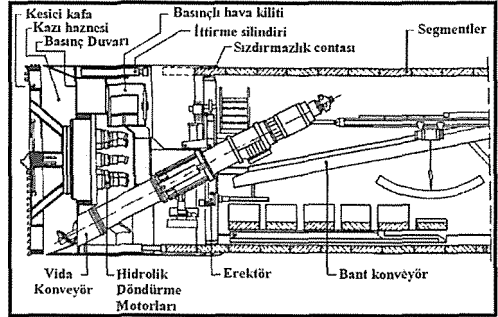 Kesici kafa
Kazı haznesi
Basınç Duvarı
Basınçlı hava kiliti
İttirme silindiri
Sızdırmazlık contası
Segmentler
Vida
Konveyör
Hidrolik
Döndürme
Motorları
Erektör
Bant konveyör